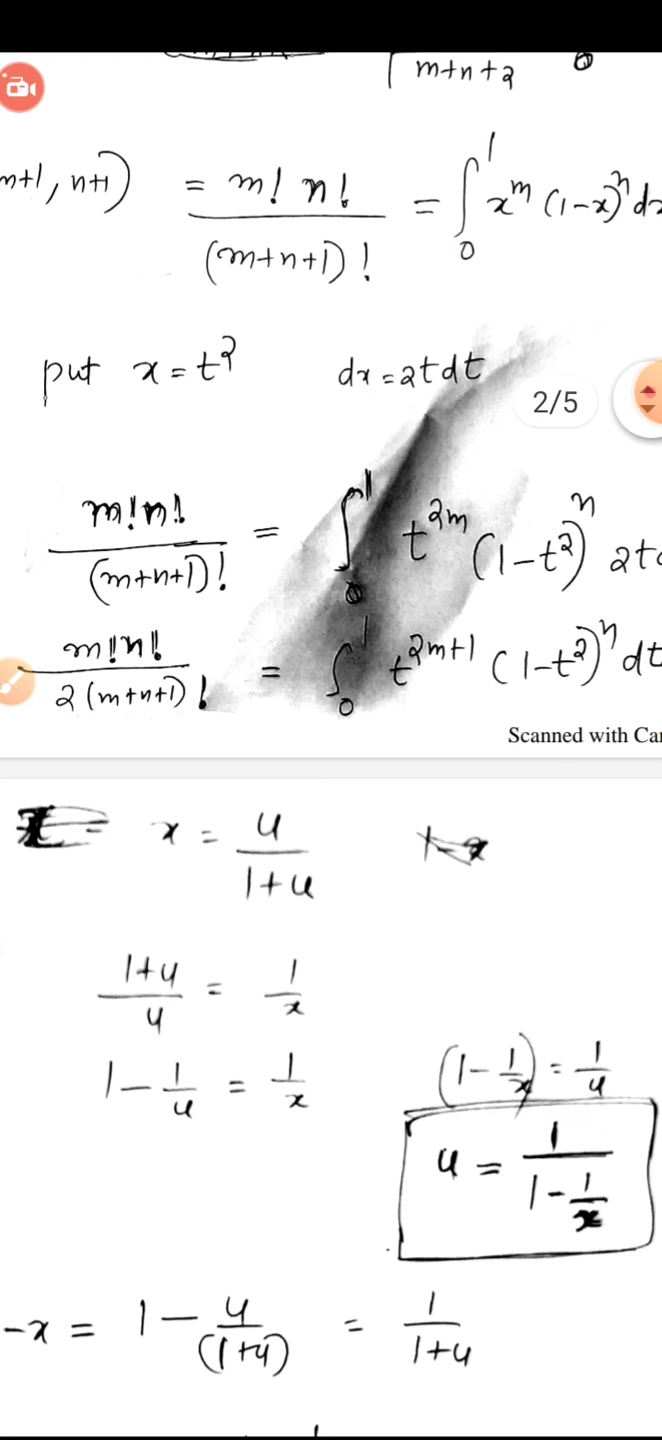 m+n+2 0
m+1, n+1) = m! n! / (m+n+1)! = ∫₀¹ x^m (1-x)^n dx
put x = t² dx = 2t dt
2/5
m!n! / (m+n+1)! = ∫₀¹ t^2m (1-t²)^n 2t
m!n! / 2(m+n+1)! = ∫₀¹ t^2m+1 (1-t²)^n dt
Scanned with Ca
x = u / 1+u
1+u / u = 1 / x
1 - 1/u = 1/x (1 - 1/x) = 1/u
u = 1 / 1 - 1/x
-x = 1 - u / (1+u) = 1 / 1+u